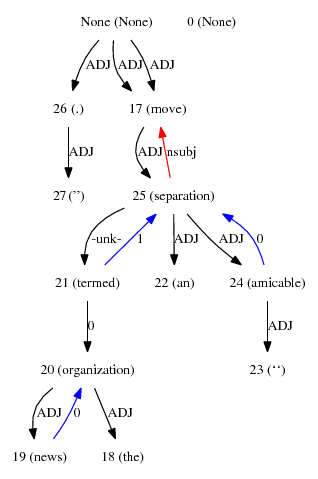 None (None) 0 (None)
ADJ ADJ ADJ
26 (.) 17 (move)
ADJ ADJ nsubj
27 ('') 25 (separation)
-unk- 1 ADJ ADJ 0
21 (termed) 22 (an) 24 (amicable)
0 ADJ
20 (organization) 23 (``)
ADJ 0 ADJ
19 (news) 18 (the)